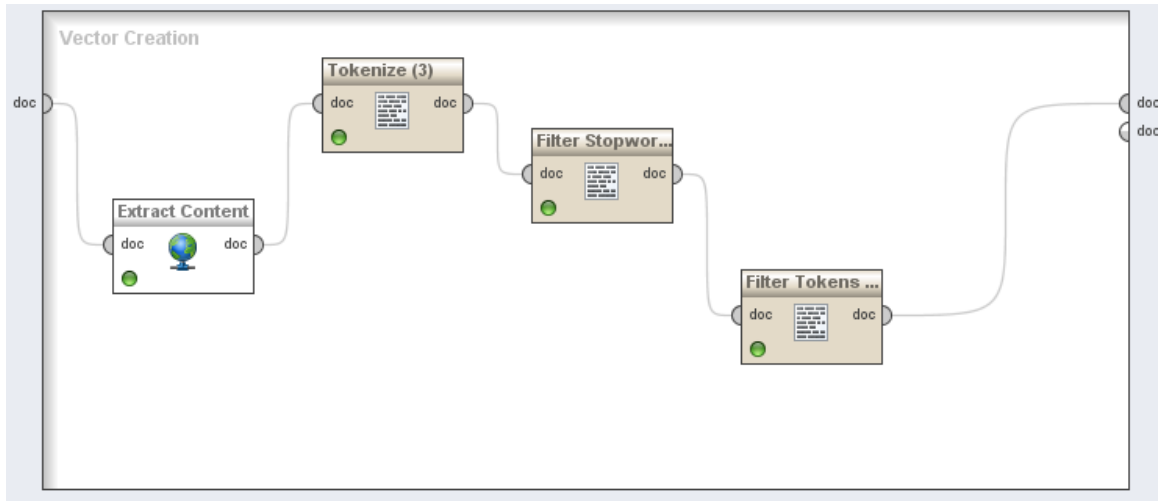 Vector Creation
doc
Extract Content
doc
doc
Tokenize (3)
doc
doc
Filter Stopwor...
doc
doc
Filter Tokens ...
doc
doc
doc
doc